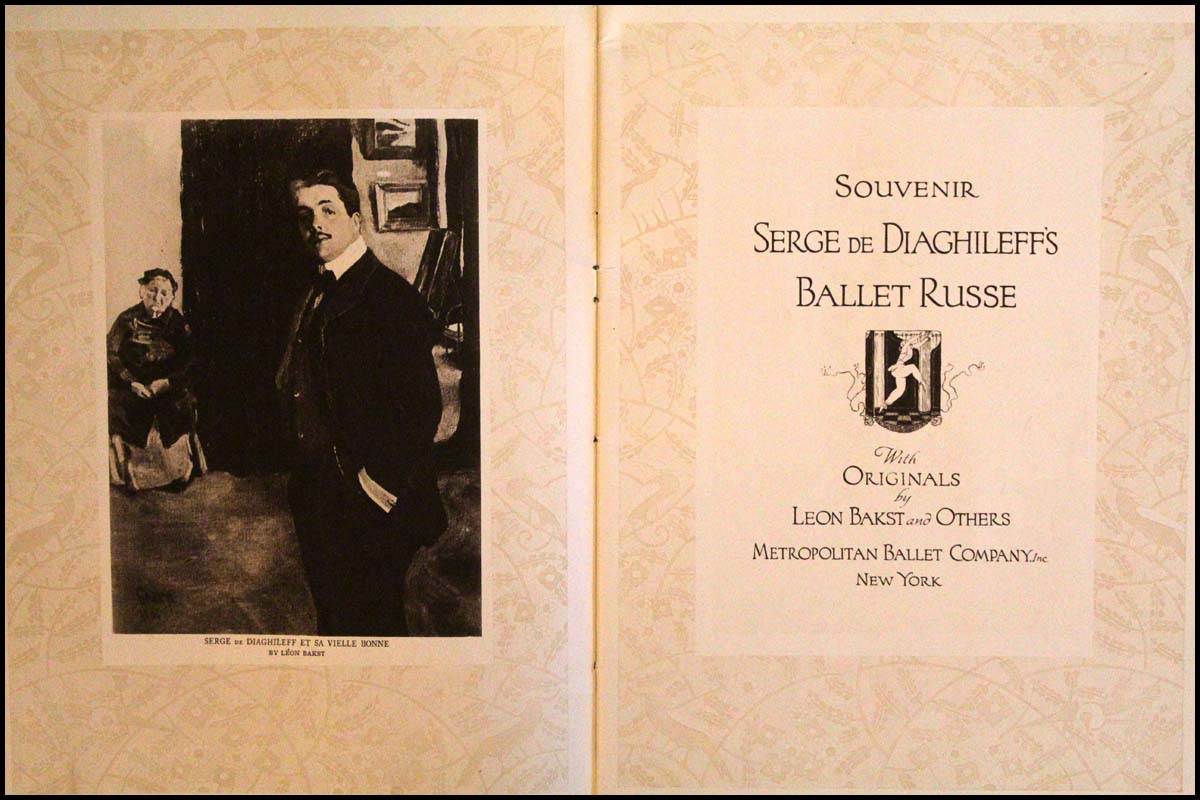 SERGE DE DIAGHILEFF ET SA VIELLE BONNE
BY LÉON BAKST
SOUVENIR
SERGE DE DIAGHILEFF'S
BALLET RUSSE
With
ORIGINALS
by
LEON BAKST and OTHERS
METROPOLITAN BALLET COMPANY, Inc.
NEW YORK